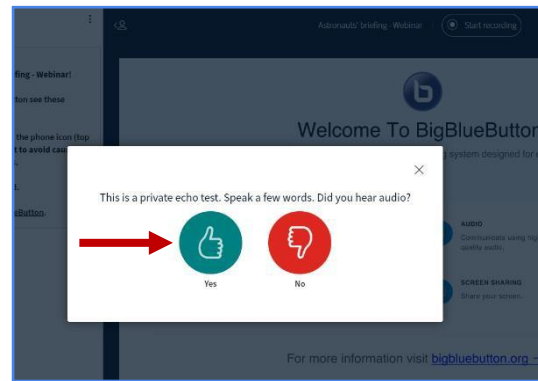 Astronauts' briefing - Webinar
Start recording
fing - Webinar!
ton see these
Welcome To BigBlueButton
the phone icon (top
t to avoid cau
system designed for
This is a private echo test. Speak a few words. Did you hear audio?
eButton.
AUDIO
Communicate using hig
quality audio.
Yes
No
SCREEN SHARING
Share your screen.
For more information visit bigbluebutton.org